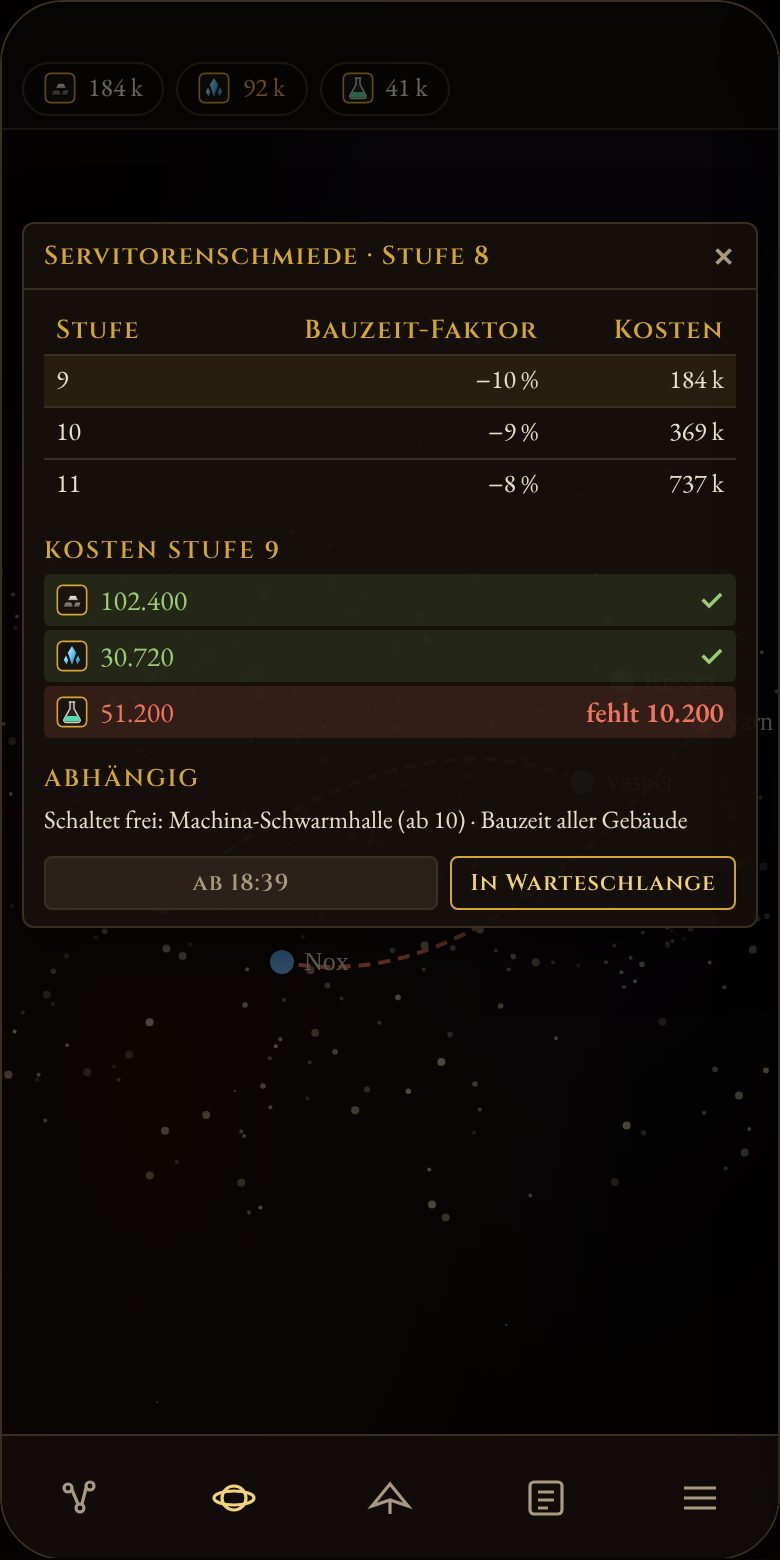 184 k 92 k 41 k
Servitorenschmiede · Stufe 8 ×
Stufe Bauzeit-Faktor Kosten
9 −10 % 184 k
10 −9 % 369 k
11 −8 % 737 k
Kosten Stufe 9
102.400 ✓
30.720 ✓
51.200 fehlt 10.200
Kessra
Varn
Abhängig
Vesper
Schaltet frei: Machina-Schwarmhalle (ab 10) · Bauzeit aller Gebäude
ab 18:39 In Warteschlange
Nox